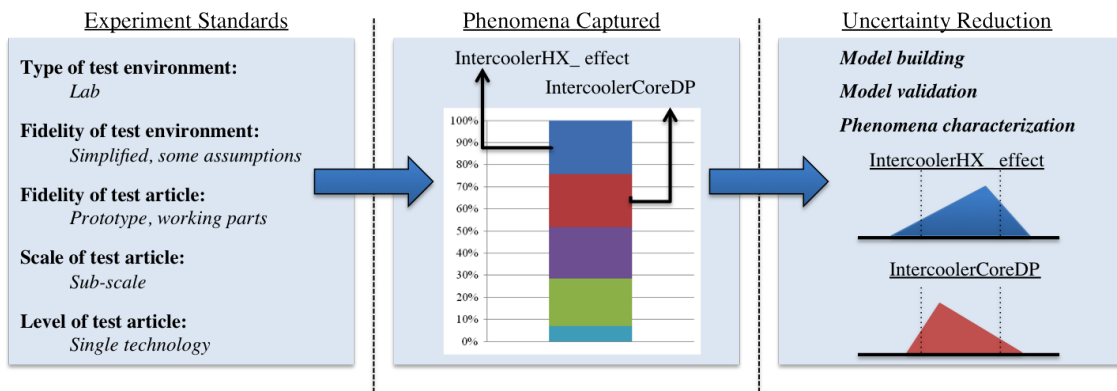 Experiment Standards
Type of test environment:
Lab
Fidelity of test environment:
Simplified, some assumptions
Fidelity of test article:
Prototype, working parts
Scale of test article:
Sub-scale
Level of test article:
Single technology
Phenomena Captured
IntercoolerHX_ effect
IntercoolerCoreDP
100%
90%
80%
70%
60%
50%
40%
30%
20%
10%
0%
Uncertainty Reduction
Model building
Model validation
Phenomena characterization
IntercoolerHX_ effect
IntercoolerCoreDP